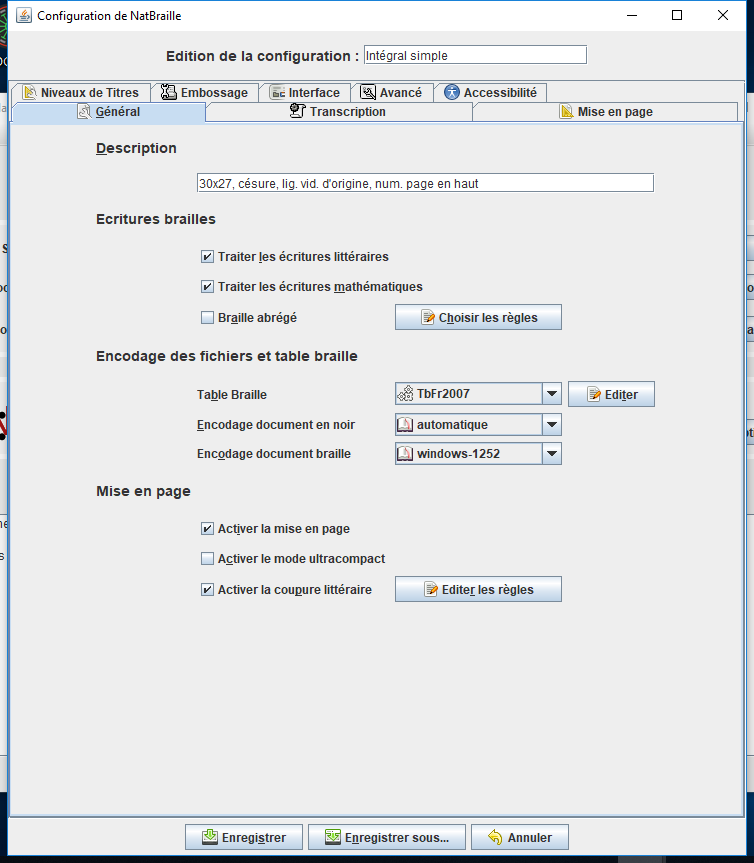 Configuration de NatBraille
Edition de la configuration : Intégral simple
Niveaux de Titres Embossage Interface Avancé Accessibilité
Général Transcription Mise en page
Description
30x27, césure, lig. vid. d'origine, num. page en haut
Ecritures brailles
Traiter les écritures littéraires
Traiter les écritures mathématiques
Braille abrégé Choisir les règles
Encodage des fichiers et table braille
Table Braille TbFr2007 Editer
Encodage document en noir automatique
Encodage document braille windows-1252
Mise en page
Activer la mise en page
Activer le mode ultracompact
Activer la coupure littéraire Editer les règles
Enregistrer Enregistrer sous... Annuler